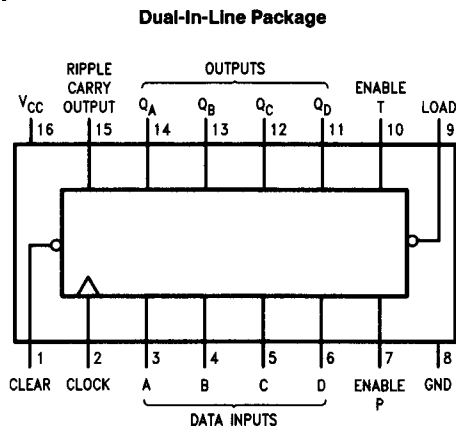 Dual-In-Line Package
RIPPLE
CARRY
OUTPUT
OUTPUTS
ENABLE
T
VCC
QA
QB
QC
QD
LOAD
16
15
14
13
12
11
10
9
1
2
3
4
5
6
7
8
CLEAR
CLOCK
A
B
C
D
ENABLE
P
GND
DATA INPUTS